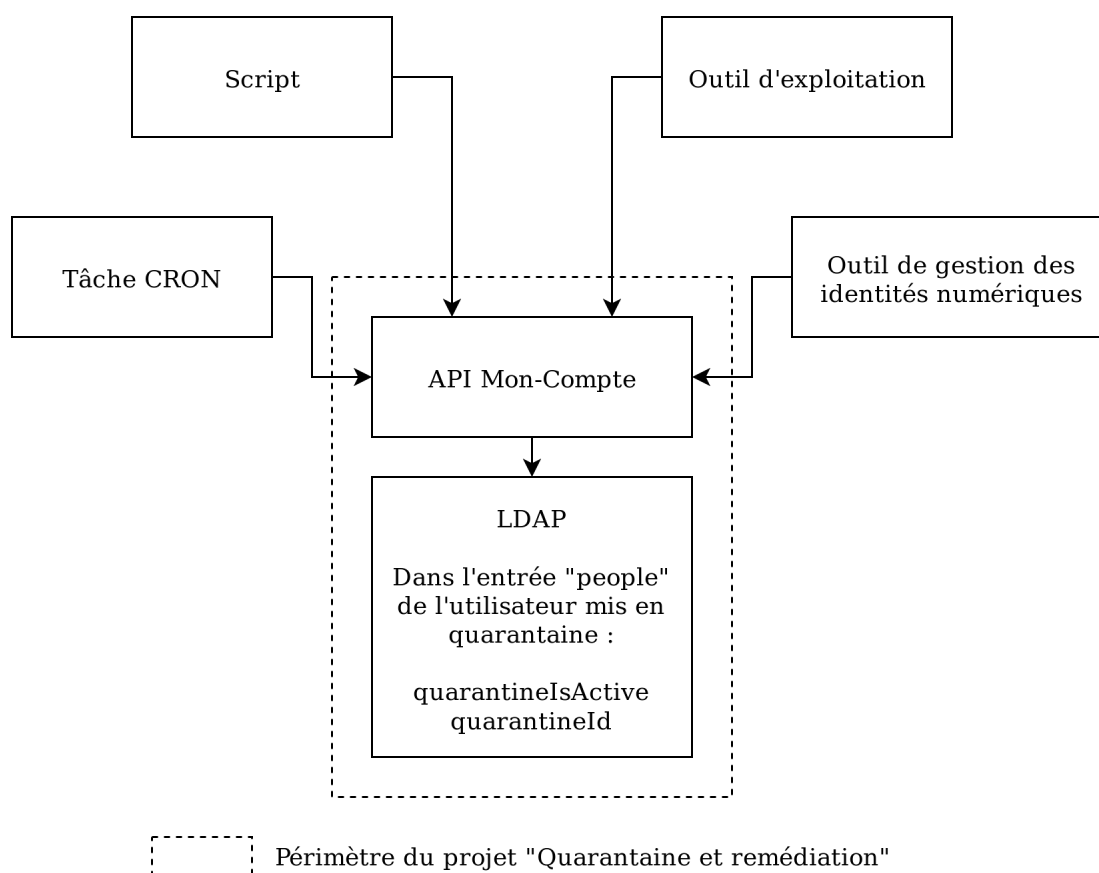 Script
Outil d'exploitation
Tâche CRON
Outil de gestion des
identités numériques
API Mon-Compte
LDAP
Dans l'entrée "people"
de l'utilisateur mis en
quarantaine :
quarantineIsActive
quarantineId
Périmètre du projet "Quarantaine et remédiation"